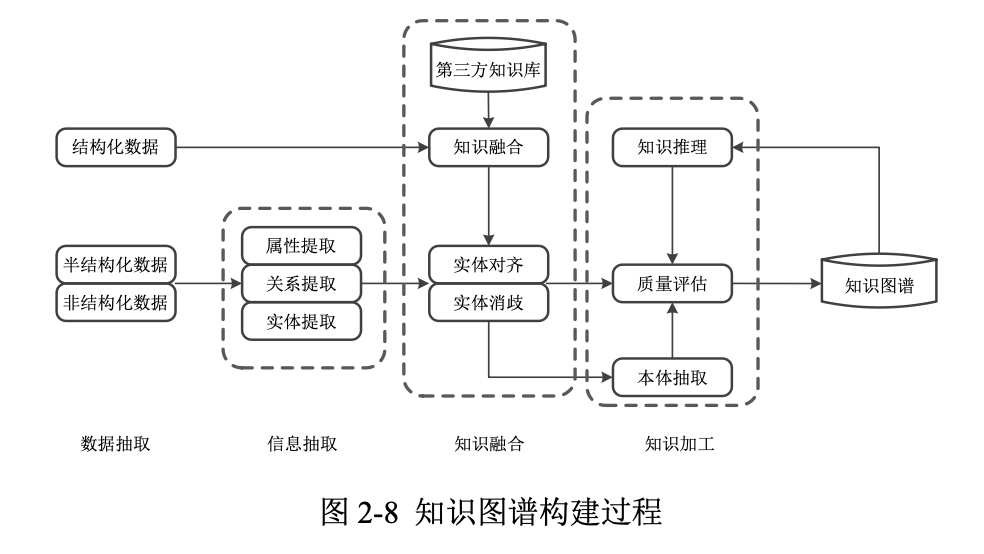 第三方知识库
结构化数据
知识融合
知识推理
属性提取
半结构化数据
实体对齐
关系提取
质量评估
知识图谱
非结构化数据
实体消歧
实体提取
本体抽取
数据抽取
信息抽取
知识融合
知识加工
图 2-8 知识图谱构建过程